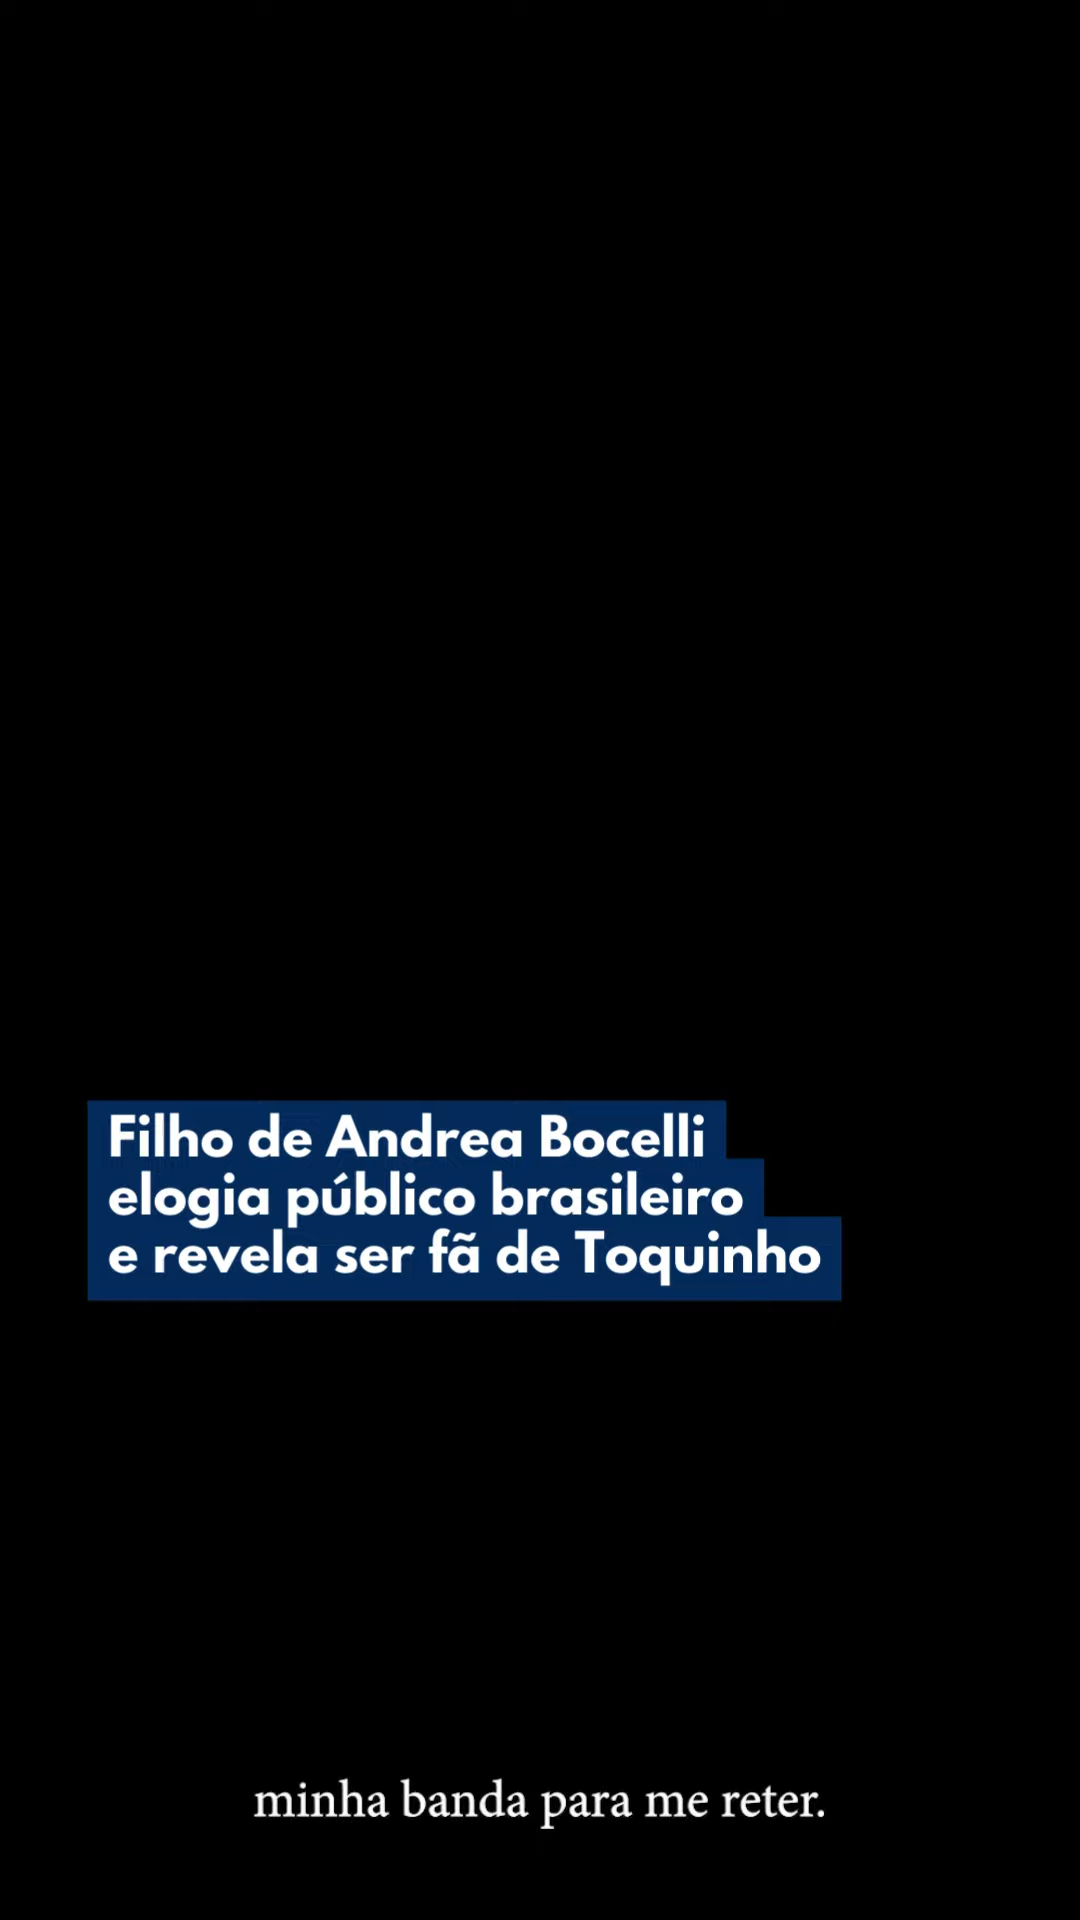 Filho de Andrea Bocelli
elogia público brasileiro
e revela ser fã de Toquinho
minha banda para me reter.